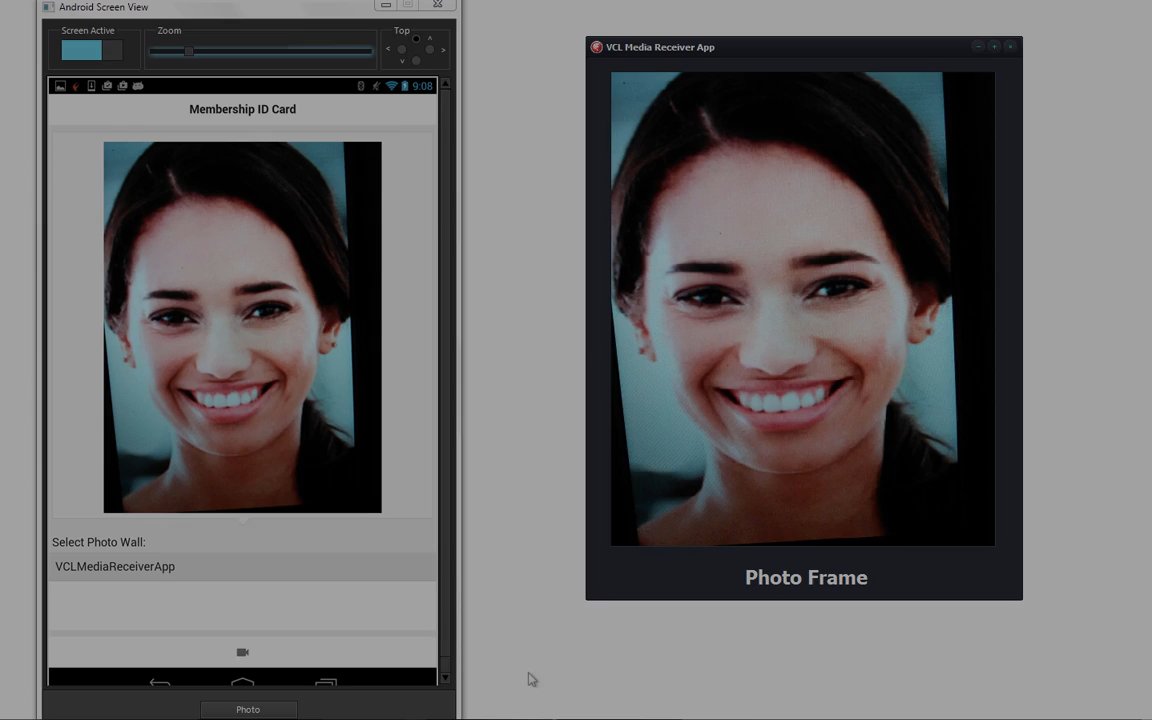 Android Screen View
Screen Active
Zoom
Top
9:08
Membership ID Card
Select Photo Wall:
VCLMediaReceiverApp
Photo
VCL Media Receiver App
Photo Frame